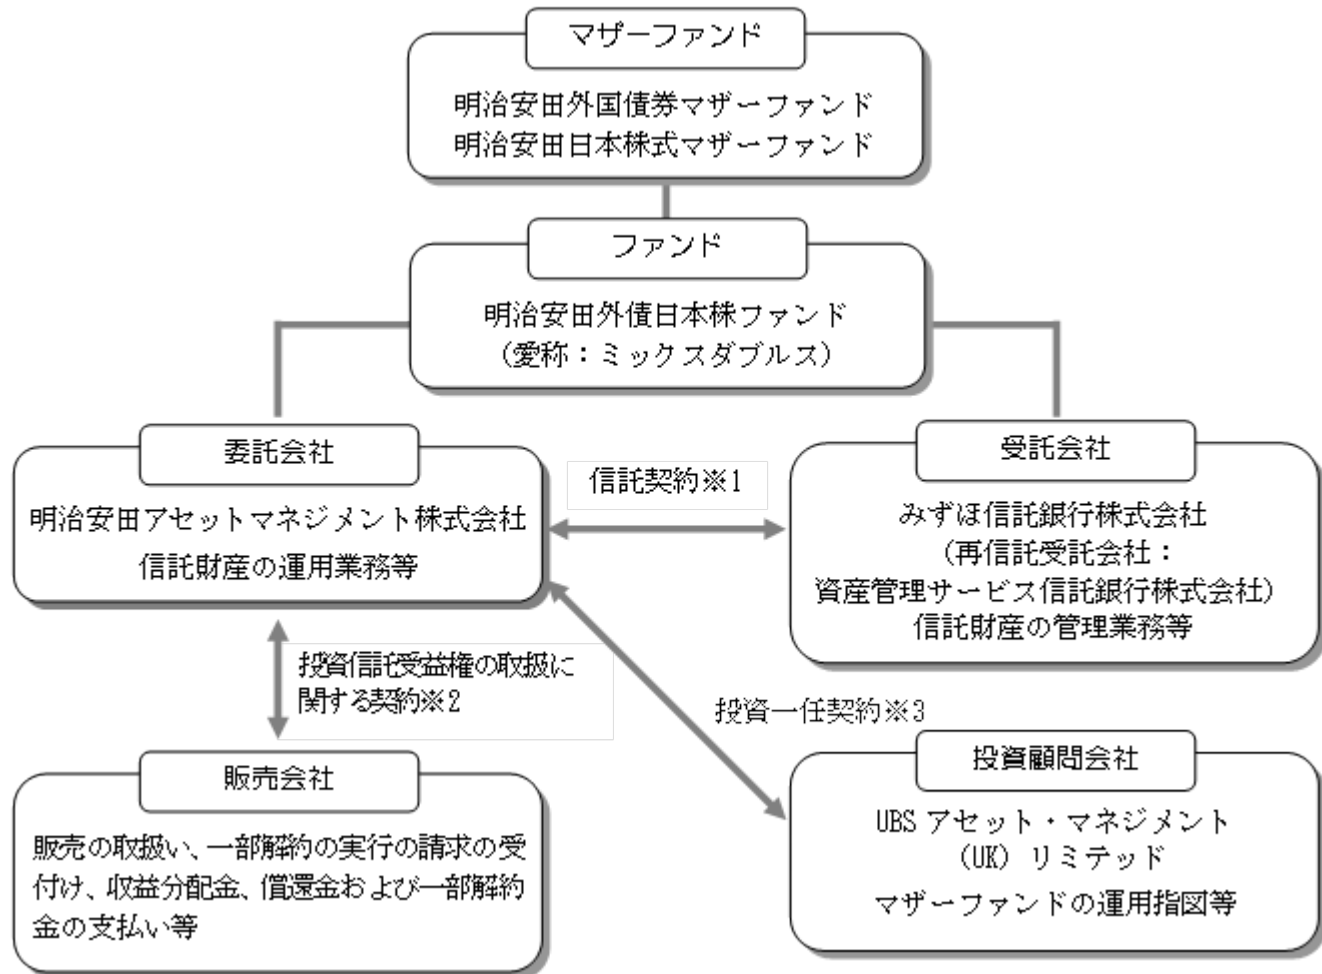 マザーファンド
明治安田外国債券マザーファンド
明治安田日本株式マザーファンド
ファンド
明治安田外債日本株ファンド
（愛称：ミックスダブルス）
委託会社
明治安田アセットマネジメント株式会社
信託財産の運用業務等
信託契約※1
受託会社
みずほ信託銀行株式会社
（再信託受託会社：
資産管理サービス信託銀行株式会社）
信託財産の管理業務等
投資信託受益権の取扱に
関する契約※2
投資一任契約※3
販売会社
販売の取扱い、一部解約の実行の請求の受
付け、収益分配金、償還金および一部解約
金の支払い等
投資顧問会社
UBS アセット・マネジメント
（UK）リミテッド
マザーファンドの運用指図等